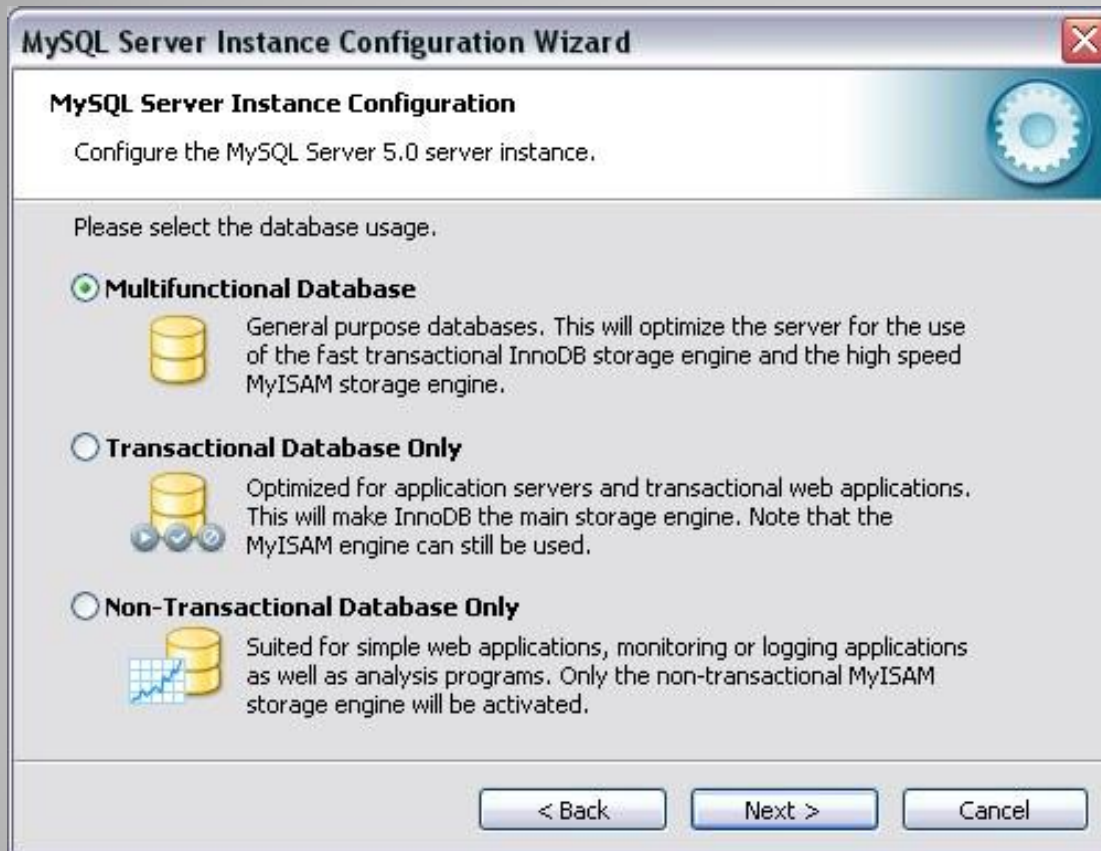 MySQL Server Instance Configuration Wizard
MySQL Server Instance Configuration
Configure the MySQL Server 5.0 server instance.
Please select the database usage.
Multifunctional Database
General purpose databases. This will optimize the server for the use
of the fast transactional InnoDB storage engine and the high speed
MyISAM storage engine.
Transactional Database Only
Optimized for application servers and transactional web applications.
This will make InnoDB the main storage engine. Note that the
MyISAM engine can still be used.
Non-Transactional Database Only
Suited for simple web applications, monitoring or logging applications
as well as analysis programs. Only the non-transactional MyISAM
storage engine will be activated.
< Back
Next >
Cancel